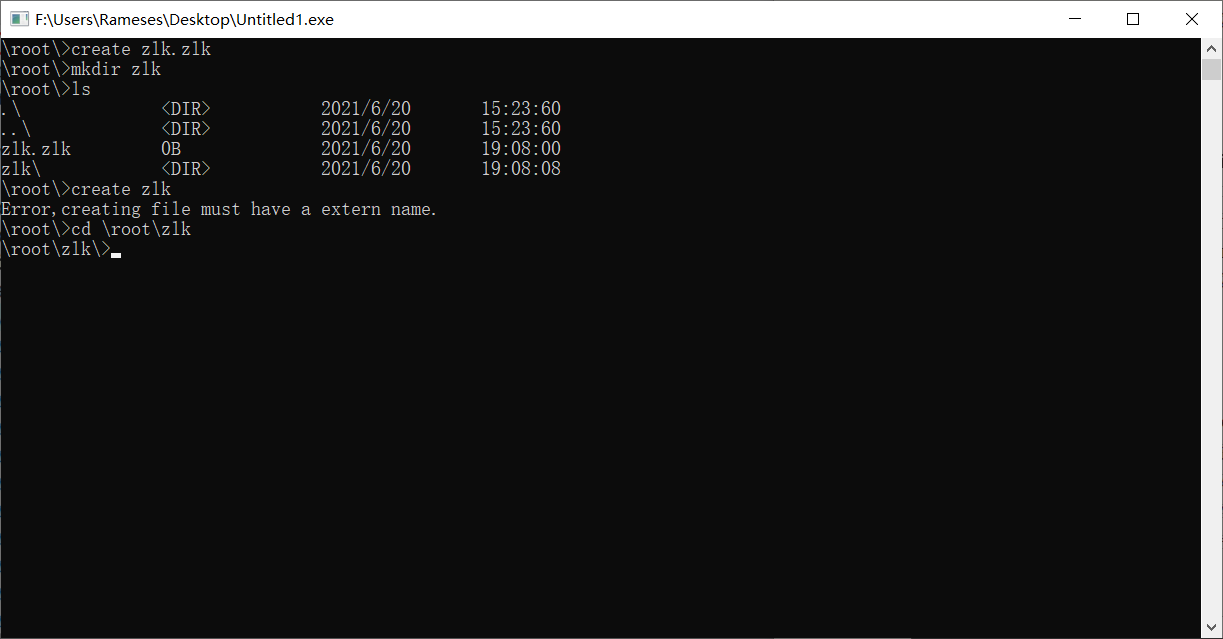 F:\Users\Rameses\Desktop\Untitled1.exe
\root\>create zlk.zlk
\root\>mkdir zlk
\root\>ls
.\ <DIR> 2021/6/20 15:23:60
..\ <DIR> 2021/6/20 15:23:60
zlk.zlk 0B 2021/6/20 19:08:00
zlk\ <DIR> 2021/6/20 19:08:08
\root\>create zlk
Error,creating file must have a extern name.
\root\>cd \root\zlk
\root\zlk\>